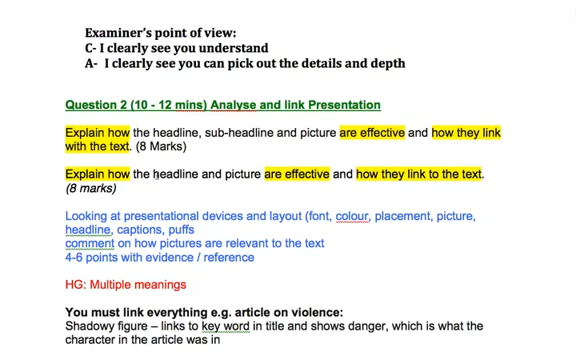 Examiner's point of view:
C- I clearly see you understand
A-  I clearly see you can pick out the details and depth
Question 2 (10 - 12 mins) Analyse and link Presentation
Explain how the headline, sub-headline and picture are effective and how they link
with the text. (8 Marks)
Explain how the headline and picture are effective and how they link to the text.
(8 marks)
Looking at presentational devices and layout (font, colour, placement, picture,
headline, captions, puffs
comment on how pictures are relevant to the text
4-6 points with evidence / reference
HG: Multiple meanings
You must link everything e.g. article on violence:
Shadowy figure – links to key word in title and shows danger, which is what the
character in the article was in